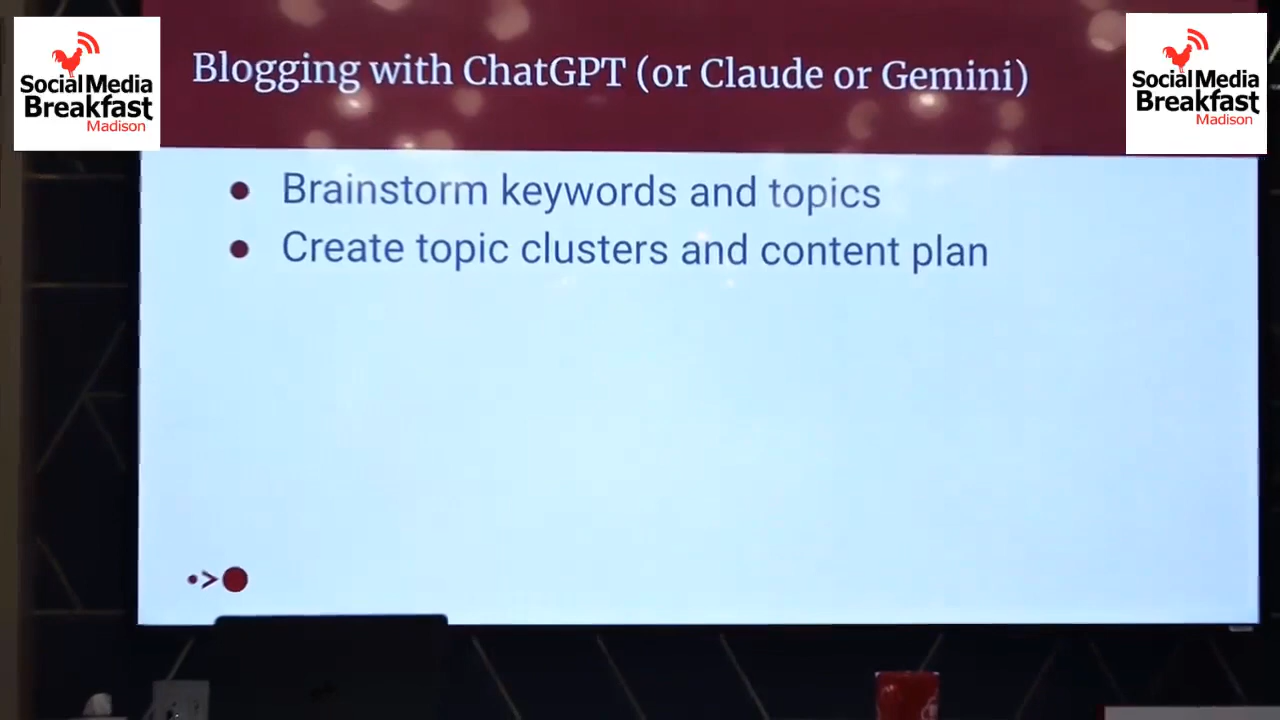 Social Media
Breakfast
Madison
Blogging with ChatGPT (or Claude or Gemini)
Social Media
Breakfast
Madison
Brainstorm keywords and topics
Create topic clusters and content plan